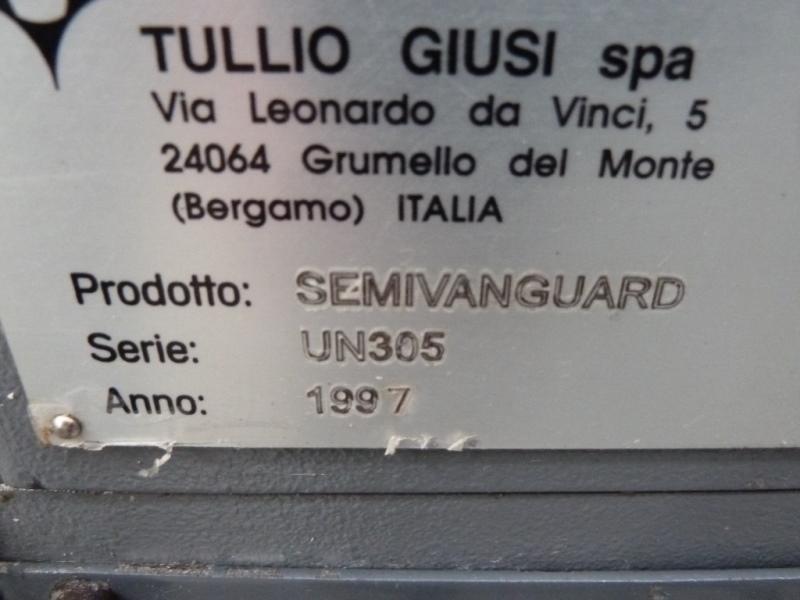 TULLIO GIUSI spa
Via Leonardo da Vinci, 5
24064 Grumello del Monte
(Bergamo) ITALIA
Prodotto: SEMIVANGUARD
Serie: UN305
Anno: 1997